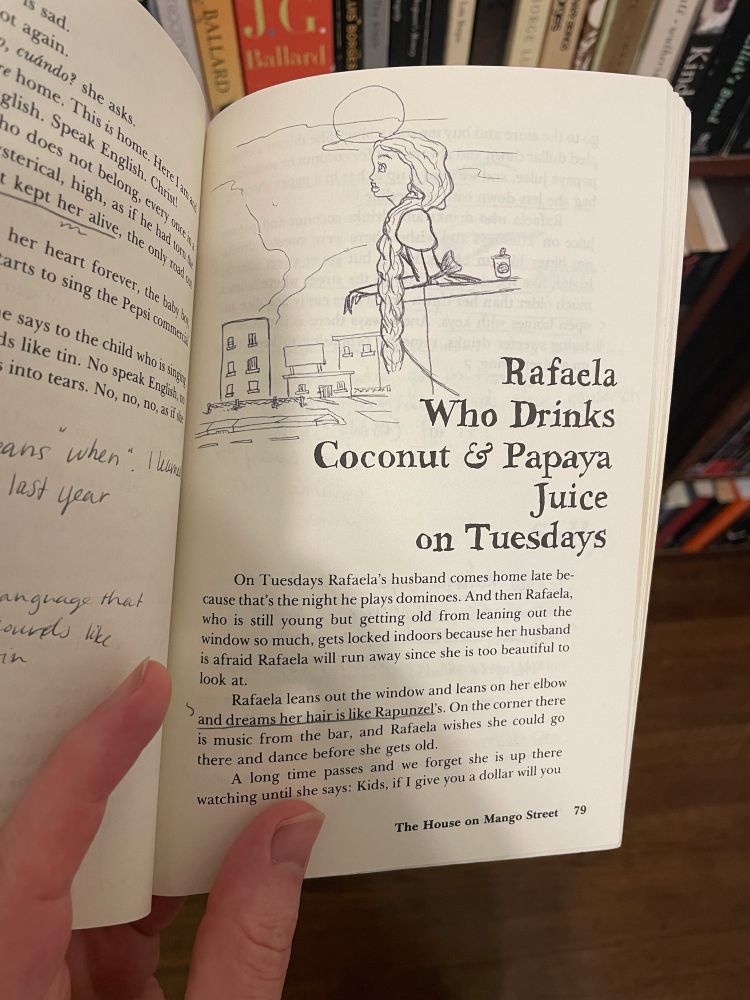 is sad.
ot again.
o, cuándo? she asks.
re home. This is home. Here I am and
glish. Speak English. Christ!
ho does not belong, every once in a
ysterical, high, as if he had torn the
t kept her alive, the only road out
her heart forever, the baby boy,
tarts to sing the Pepsi commercial
e says to the child who is singing
ds like tin. No speak English, no
s into tears. No, no, no, as if she
eans "when". I learned
last year
anguage that
sounds like
in
BALLARD
J.G.
Ballard
BORGES
Kind
Rafaela
Who Drinks
Coconut & Papaya
Juice
on Tuesdays
On Tuesdays Rafaela's husband comes home late be-
cause that's the night he plays dominoes. And then Rafaela,
who is still young but getting old from leaning out the
window so much, gets locked indoors because her husband
is afraid Rafaela will run away since she is too beautiful to
look at.
Rafaela leans out the window and leans on her elbow
and dreams her hair is like Rapunzel's. On the corner there
is music from the bar, and Rafaela wishes she could go
there and dance before she gets old.
A long time passes and we forget she is up there
watching until she says: Kids, if I give you a dollar will you
The House on Mango Street 79